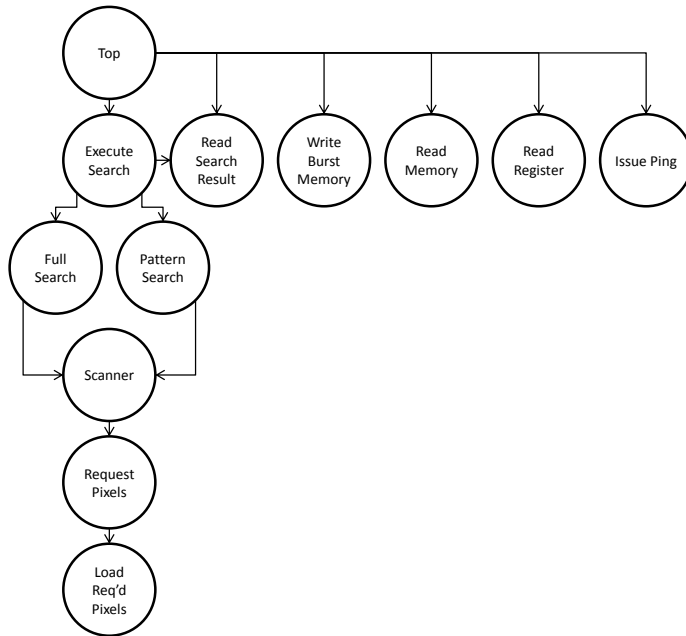 Top
Execute
Search
Read
Search
Result
Write
Burst
Memory
Read
Memory
Read
Register
Issue Ping
Full
Search
Pattern
Search
Scanner
Request
Pixels
Load
Req’d
Pixels